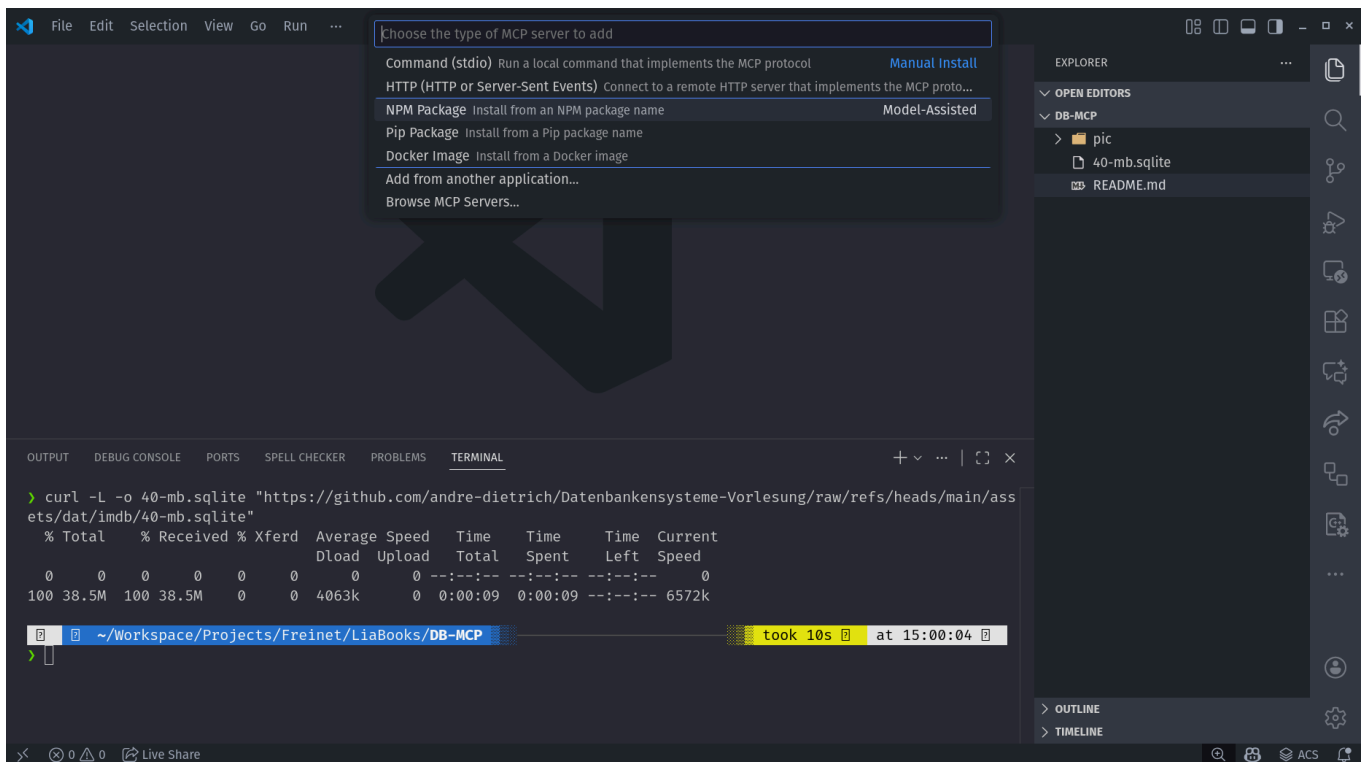 File Edit Selection View Go Run ...
Choose the type of MCP server to add
Command (stdio) Run a local command that implements the MCP protocol Manual Install
HTTP (HTTP or Server-Sent Events) Connect to a remote HTTP server that implements the MCP proto...
NPM Package Install from an NPM package name Model-Assisted
Pip Package Install from a Pip package name
Docker Image Install from a Docker image
Add from another application...
Browse MCP Servers...
EXPLORER ...
OPEN EDITORS
DB-MCP
pic
40-mb.sqlite
README.md
OUTPUT DEBUG CONSOLE PORTS SPELL CHECKER PROBLEMS TERMINAL
❯ curl -L -o 40-mb.sqlite "https://github.com/andre-dietrich/Datenbankensysteme-Vorlesung/raw/refs/heads/main/ass
ets/dat/imdb/40-mb.sqlite"
% Total % Received % Xferd Average Speed Time Time Time Current
Dload Upload Total Spent Left Speed
0 0 0 0 0 0 0 0 --:--:-- --:--:-- --:--:-- 0
100 38.5M 100 38.5M 0 0 4063k 0 0:00:09 0:00:09 --:--:-- 6572k
~/Workspace/Projects/Freinet/LiaBooks/DB-MCP took 10s at 15:00:04
❯
OUTLINE
TIMELINE
0 0 Live Share ACS